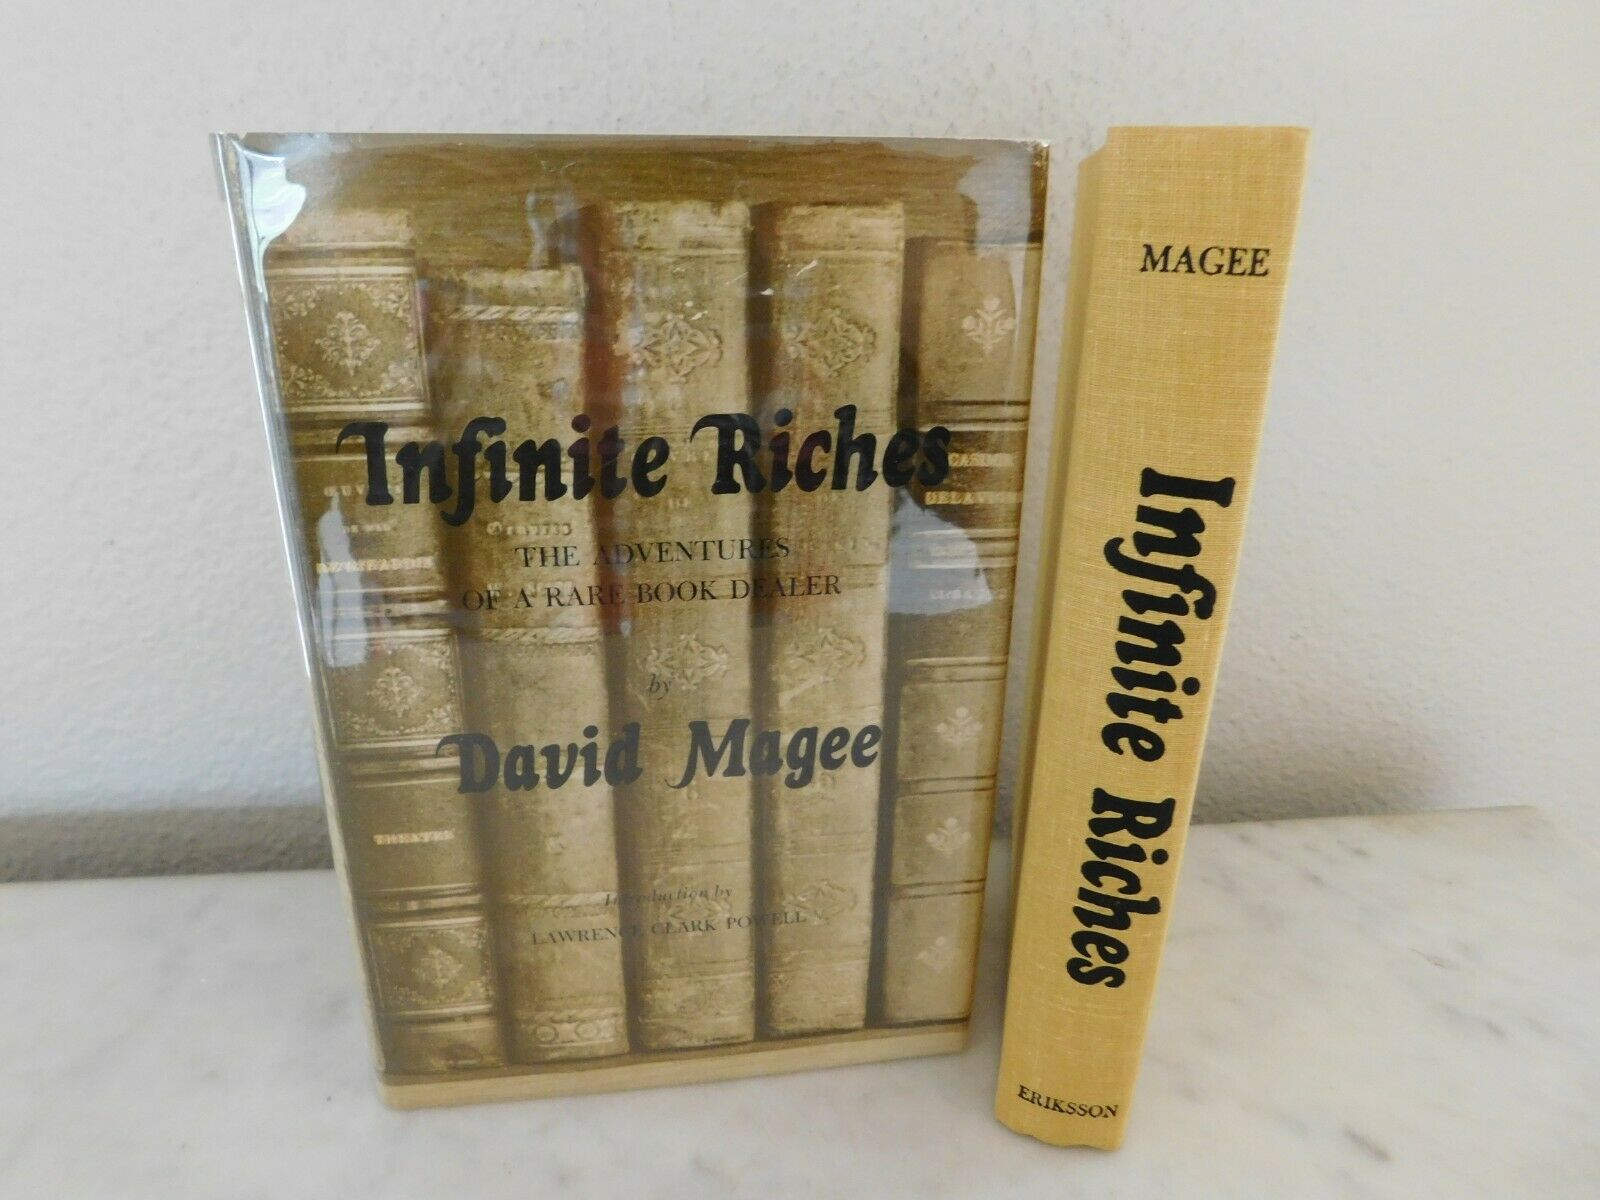 Infinite Riches
THE ADVENTURES
OF A RARE BOOK DEALER
by
David Magee
Introduction by
LAWRENCE CLARK POWELL
THEATRE
MAGEE
Infinite Riches
ERIKSSON